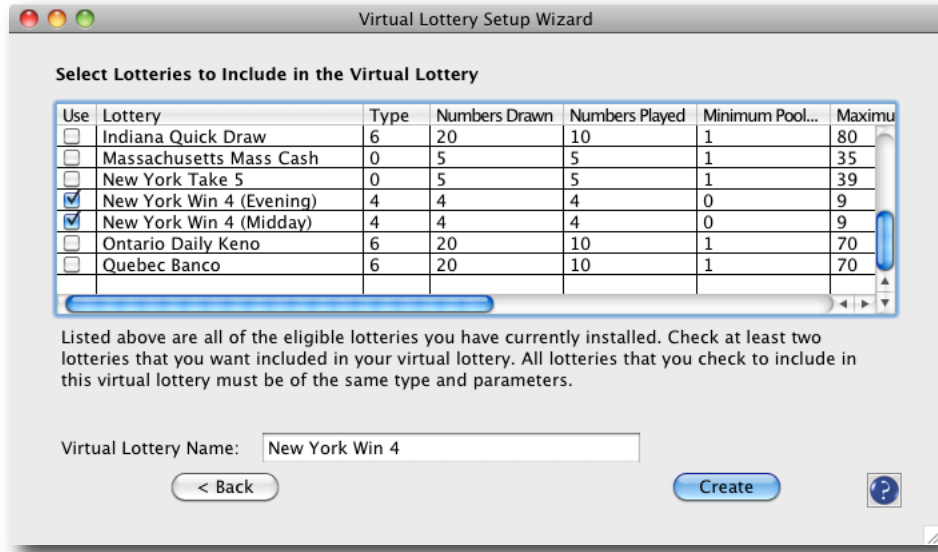 Virtual Lottery Setup Wizard
Select Lotteries to Include in the Virtual Lottery
Use Lottery Type Numbers Drawn Numbers Played Minimum Pool... Maximu
Indiana Quick Draw 6 20 10 1 80
Massachusetts Mass Cash 0 5 5 1 35
New York Take 5 0 5 5 1 39
New York Win 4 (Evening) 4 4 4 0 9
New York Win 4 (Midday) 4 4 4 0 9
Ontario Daily Keno 6 20 10 1 70
Quebec Banco 6 20 10 1 70
Listed above are all of the eligible lotteries you have currently installed. Check at least two
lotteries that you want included in your virtual lottery. All lotteries that you check to include in
this virtual lottery must be of the same type and parameters.
Virtual Lottery Name: New York Win 4
< Back Create ?